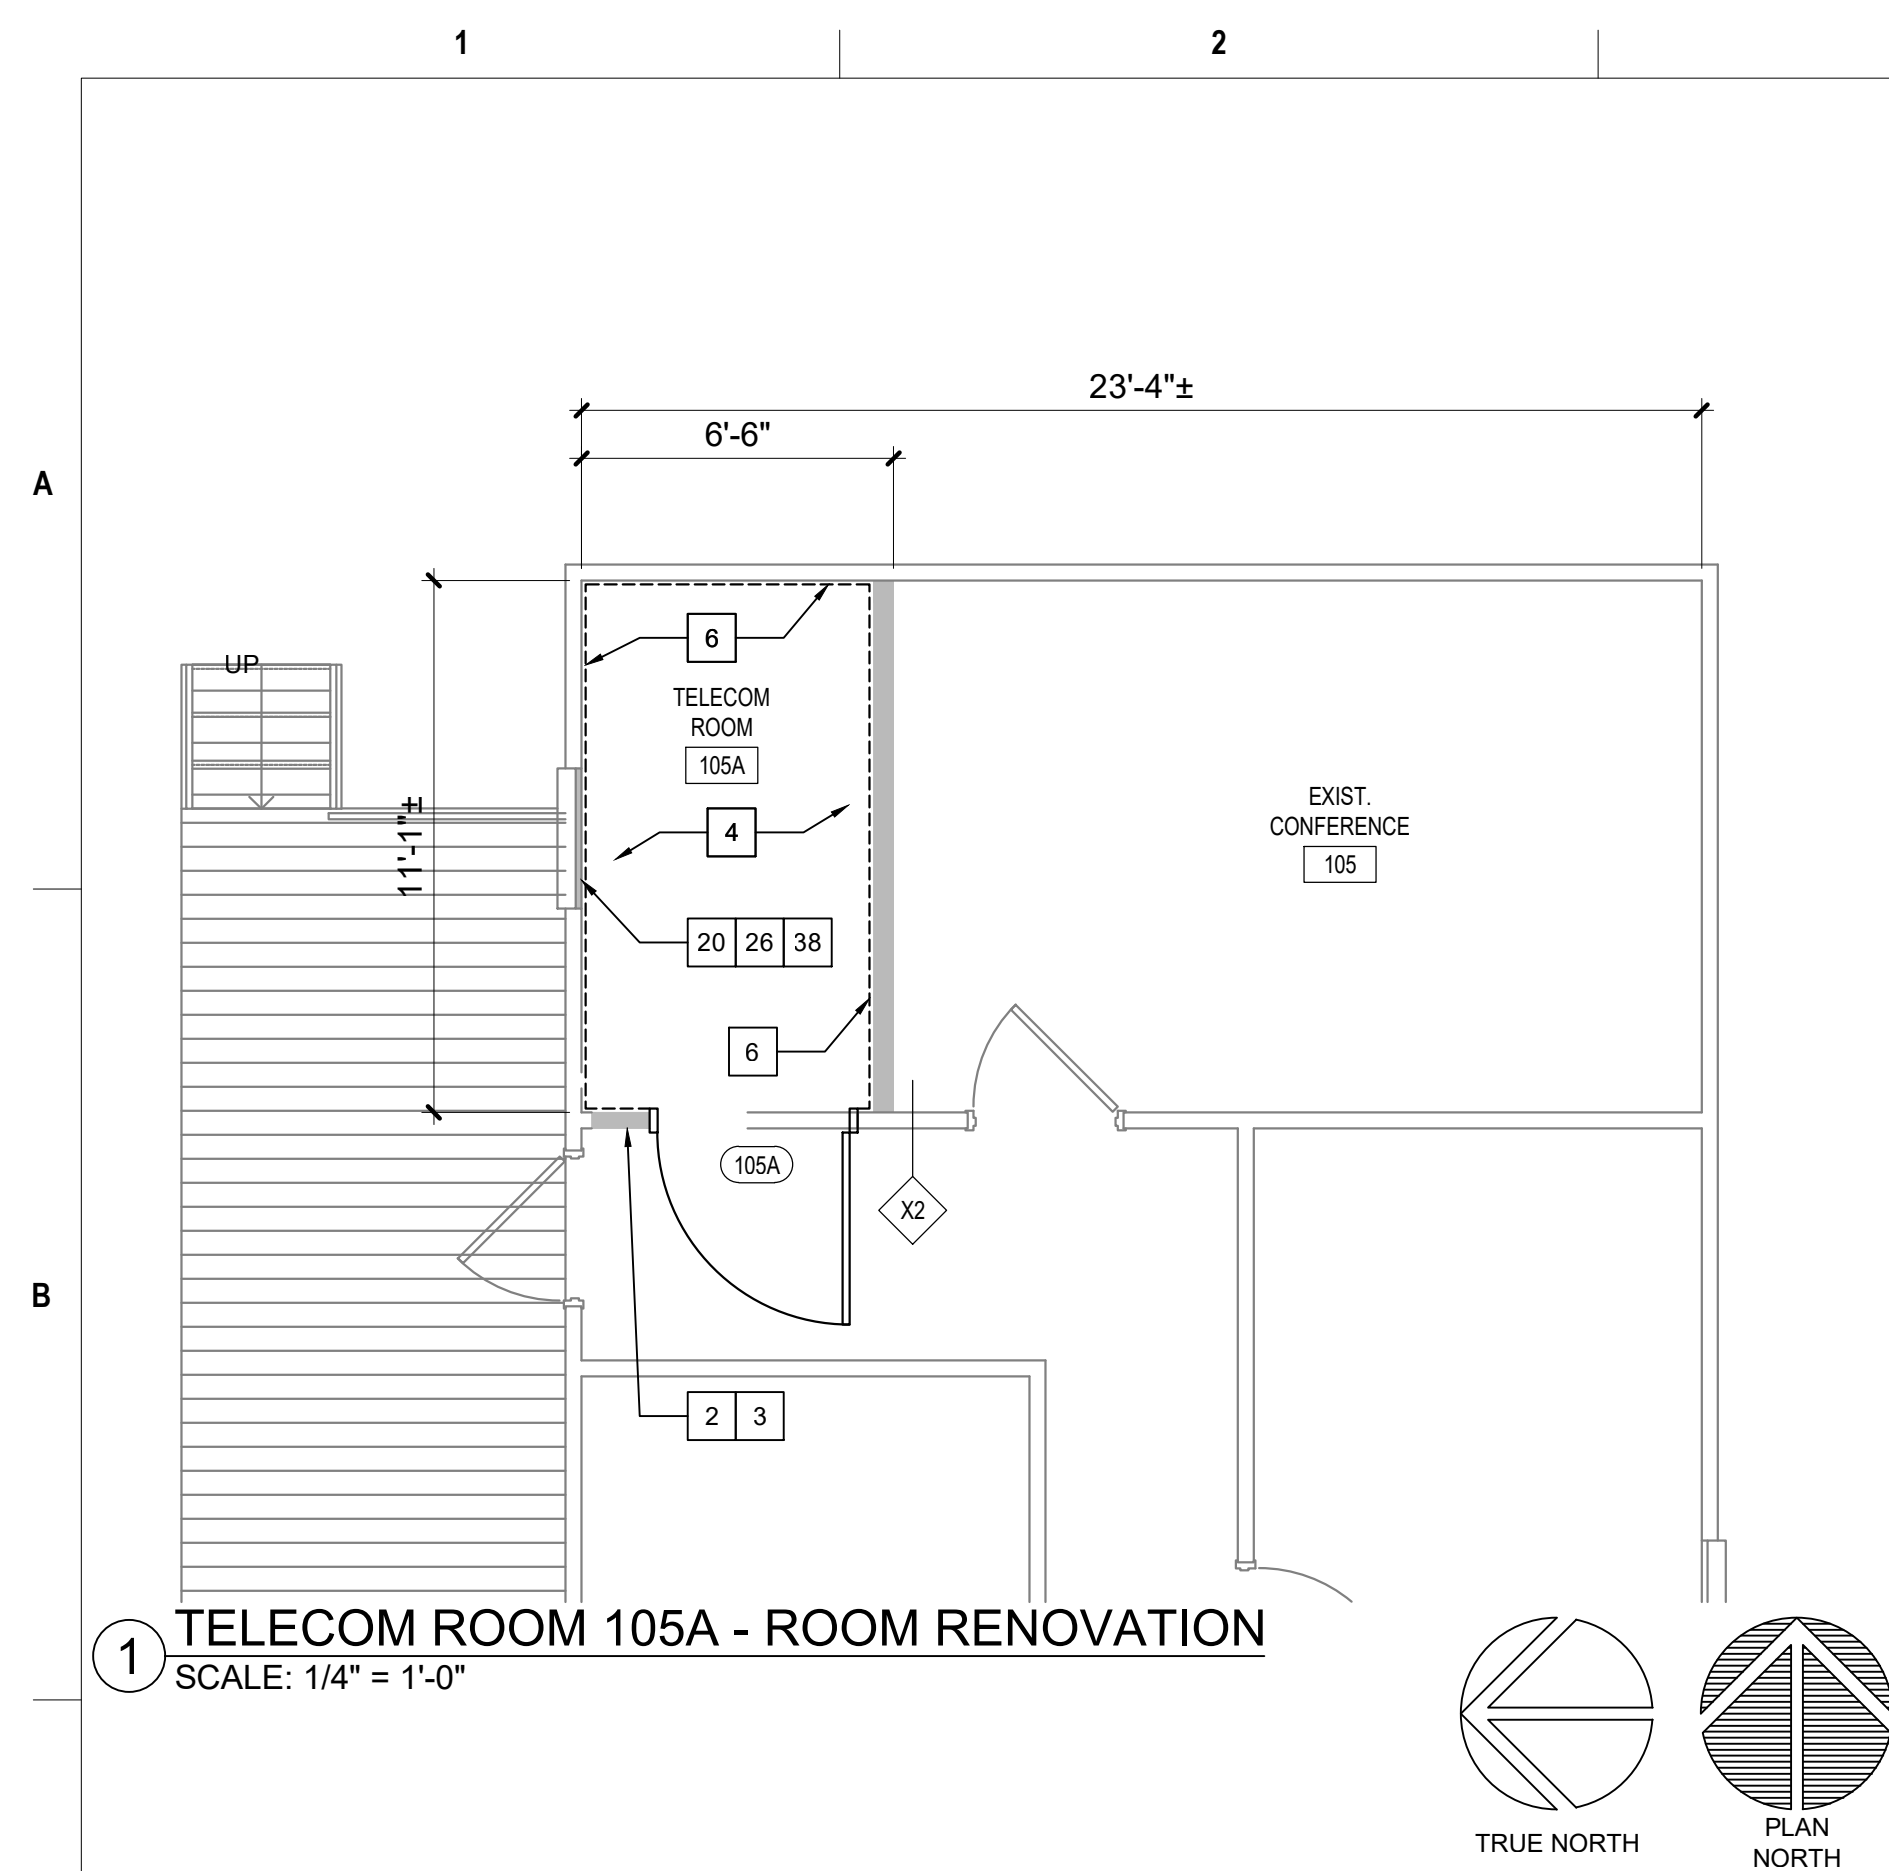 1
2
A
B
23'-4"±
6'-6"
11'-1"±
UP
6
TELECOM
ROOM
105A
4
EXIST.
CONFERENCE
105
20 26 38
6
105A
X2
2 3
1
TELECOM ROOM 105A - ROOM RENOVATION
SCALE: 1/4" = 1'-0"
TRUE NORTH
PLAN
NORTH